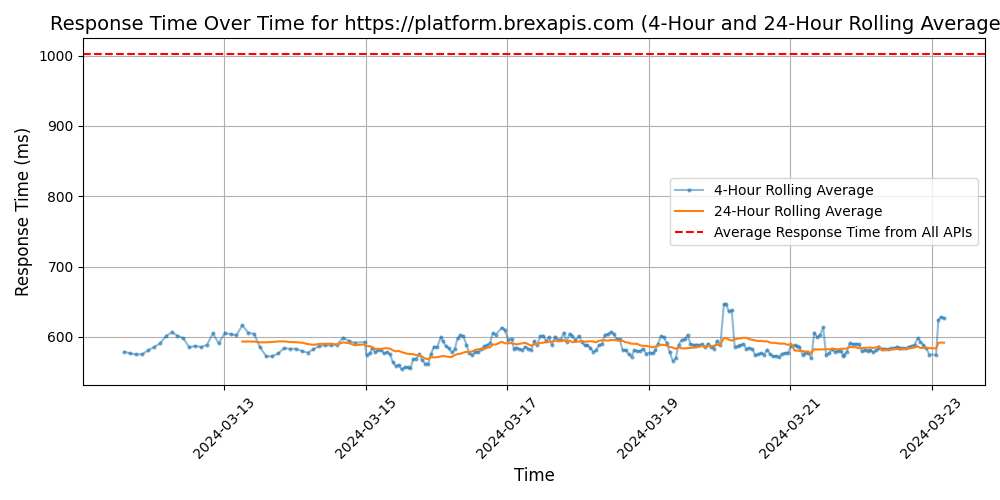 Response Time Over Time for https://platform.brexapis.com (4-Hour and 24-Hour Rolling Average
Response Time (ms)
1000
900
800
700
600
4-Hour Rolling Average
24-Hour Rolling Average
Average Response Time from All APIs
2024-03-13
2024-03-15
2024-03-17
2024-03-19
2024-03-21
2024-03-23
Time